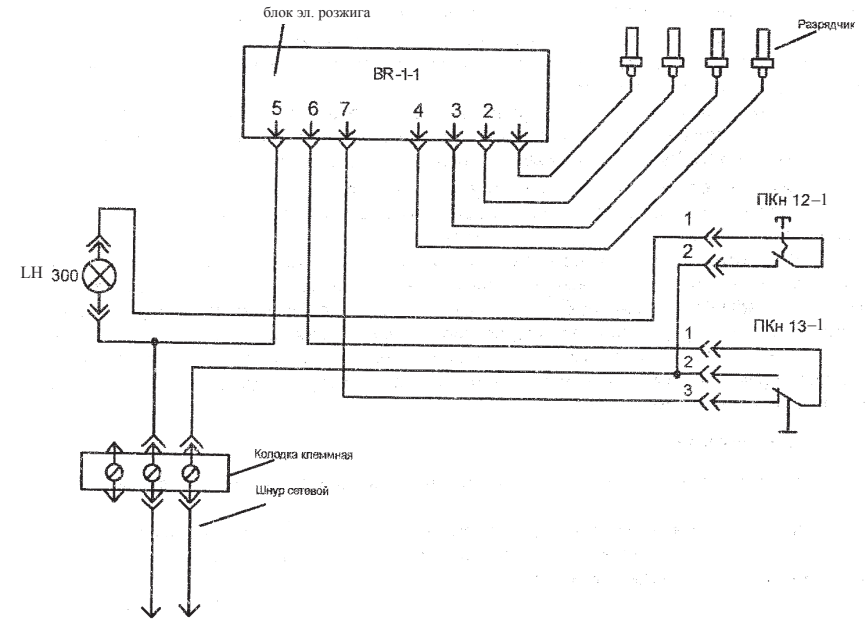 блок эл. розжига
Разрядчик
BR-1-1
5 6 7 4 3 2
ПКн 12-1
1
2
LH 300
ПКн 13-1
1
2
3
Колодка клеммная
Шнур сетевой